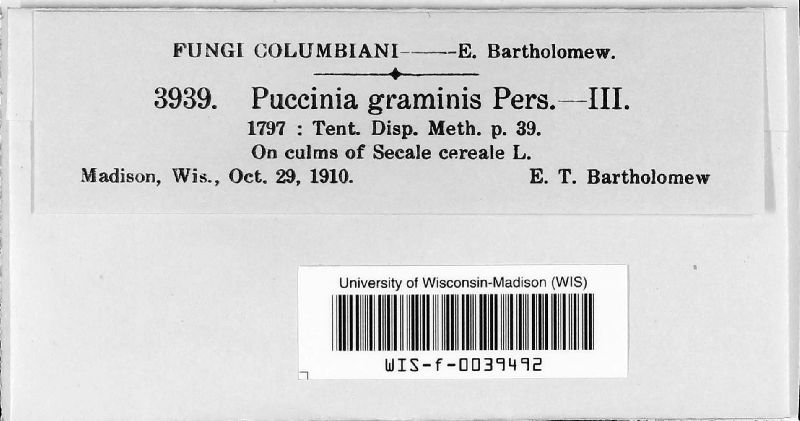 FUNGI COLUMBIANI——E. Bartholomew.
3939. Puccinia graminis Pers.—III.
1797 : Tent. Disp. Meth. p. 39.
On culms of Secale cereale L.
Madison, Wis., Oct. 29, 1910. E. T. Bartholomew
University of Wisconsin-Madison (WIS)
WIS-f-0039492